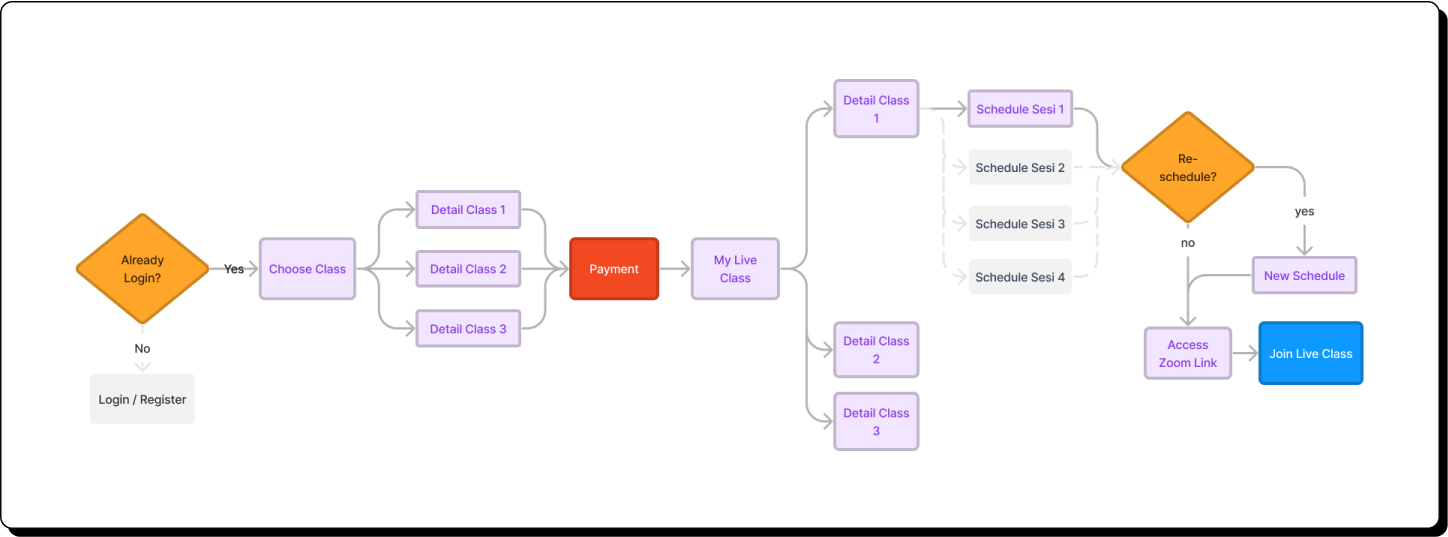 Already
Login?
Yes
No
Login / Register
Choose Class
Detail Class 1
Detail Class 2
Detail Class 3
Payment
My Live
Class
Detail Class
1
Detail Class
2
Detail Class
3
Schedule Sesi 1
Schedule Sesi 2
Schedule Sesi 3
Schedule Sesi 4
Re-
schedule?
yes
no
New Schedule
Access
Zoom Link
Join Live Class